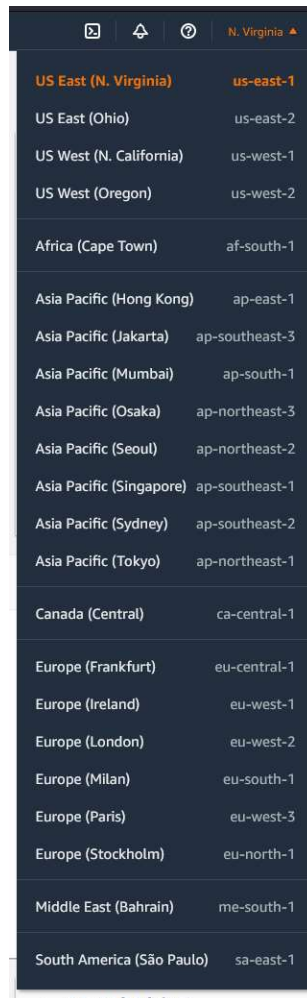 N. Virginia
US East (N. Virginia) us-east-1
US East (Ohio) us-east-2
US West (N. California) us-west-1
US West (Oregon) us-west-2
Africa (Cape Town) af-south-1
Asia Pacific (Hong Kong) ap-east-1
Asia Pacific (Jakarta) ap-southeast-3
Asia Pacific (Mumbai) ap-south-1
Asia Pacific (Osaka) ap-northeast-3
Asia Pacific (Seoul) ap-northeast-2
Asia Pacific (Singapore) ap-southeast-1
Asia Pacific (Sydney) ap-southeast-2
Asia Pacific (Tokyo) ap-northeast-1
Canada (Central) ca-central-1
Europe (Frankfurt) eu-central-1
Europe (Ireland) eu-west-1
Europe (London) eu-west-2
Europe (Milan) eu-south-1
Europe (Paris) eu-west-3
Europe (Stockholm) eu-north-1
Middle East (Bahrain) me-south-1
South America (São Paulo) sa-east-1